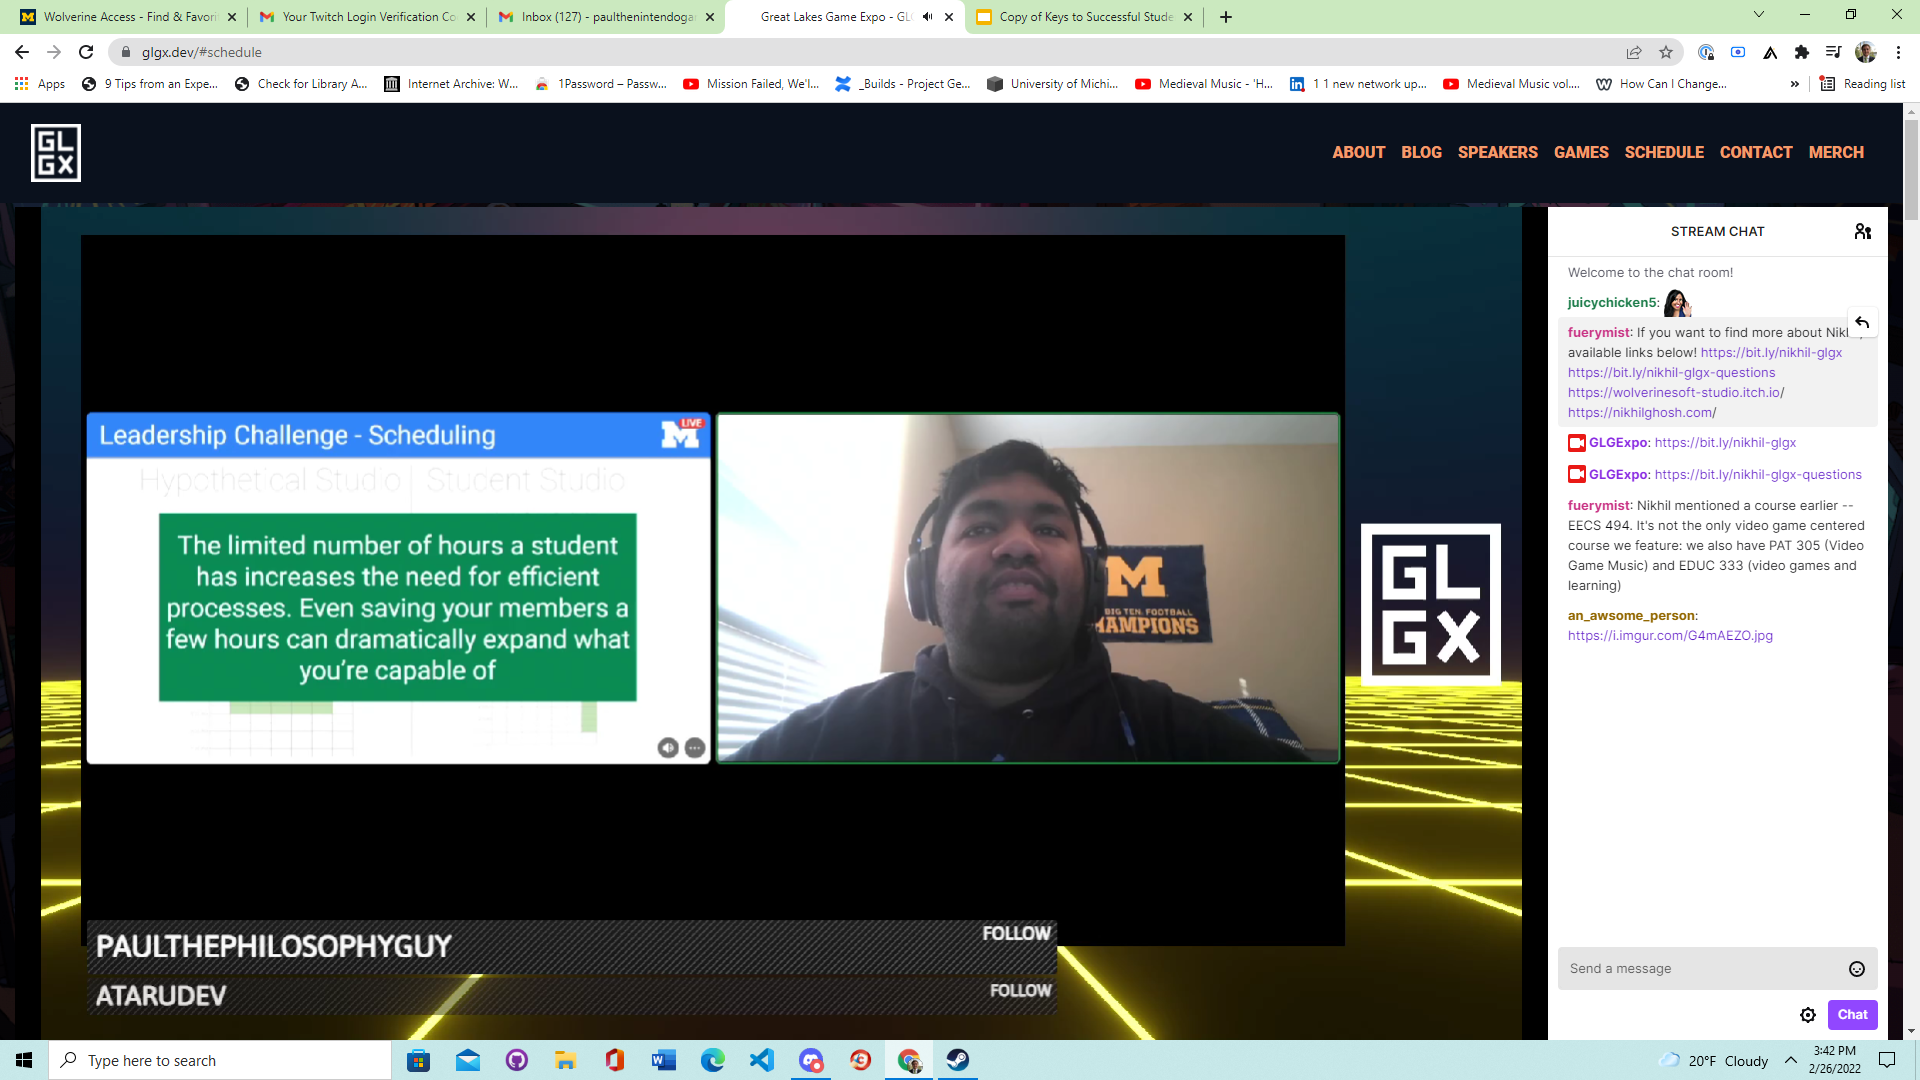 Wolverine Access - Find & Favori
Your Twitch Login Verification Co
Inbox (127) - paulthenintendoga
Great Lakes Game Expo - GL
Copy of Keys to Successful Stude
glgx.dev/#schedule
Apps
9 Tips from an Expe...
Check for Library A...
Internet Archive: W...
1Password – Passw...
Mission Failed, We'l...
_Builds - Project Ge...
University of Michi...
Medieval Music - 'H...
1 1 new network up...
Medieval Music vol....
How Can I Change...
Reading list
GL
GX
ABOUT
BLOG
SPEAKERS
GAMES
SCHEDULE
CONTACT
MERCH
Leadership Challenge - Scheduling
M
LIVE
Hypothetical Studio
Student Studio
The limited number of hours a student
has increases the need for efficient
processes. Even saving your members a
few hours can dramatically expand what
you're capable of
M
BIG TEN FOOTBALL
CHAMPIONS
GL
GX
PAULTHEPHILOSOPHYGUY
FOLLOW
ATARUDEV
FOLLOW
STREAM CHAT
Welcome to the chat room!
juicychicken5:
fuerymist: If you want to find more about
available links below! https://bit.ly/nikhil-glgx
https://bit.ly/nikhil-glgx-questions
https://wolverinesoft-studio.itch.io/
https://nikhilghosh.com/
GLGExpo: https://bit.ly/nikhil-glgx
GLGExpo: https://bit.ly/nikhil-glgx-questions
fuerymist: Nikhil mentioned a course earlier --
EECS 494. It's not the only video game centered
course we feature: we also have PAT 305 (Video
Game Music) and EDUC 333 (video games and
learning)
an_awsome_person:
https://i.imgur.com/G4mAEZO.jpg
Send a message
Chat
Type here to search
20°F Cloudy
3:42 PM
2/26/2022